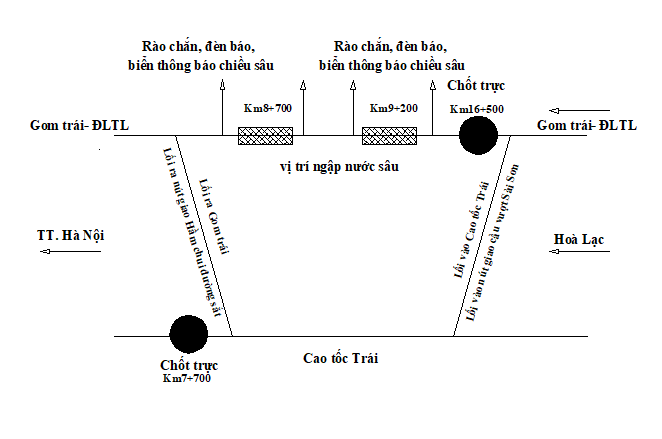 Rào chắn, đèn báo,
biển thông báo chiều sâu
Rào chắn, đèn báo,
biển thông báo chiều sâu
Chốt trực
Km8+700
Km9+200
Km16+500
Gom trái- ĐLTL
Gom trái- ĐLTL
vị trí ngập nước sâu
Lối ra nút giao Hầm chui đường sắt
Lối ra Gom trái
Lối vào Cao tốc Trái
Lối vào nút giao cầu vượt Sài Sơn
TT. Hà Nội
Hoà Lạc
Chốt trực
Km7+700
Cao tốc Trái